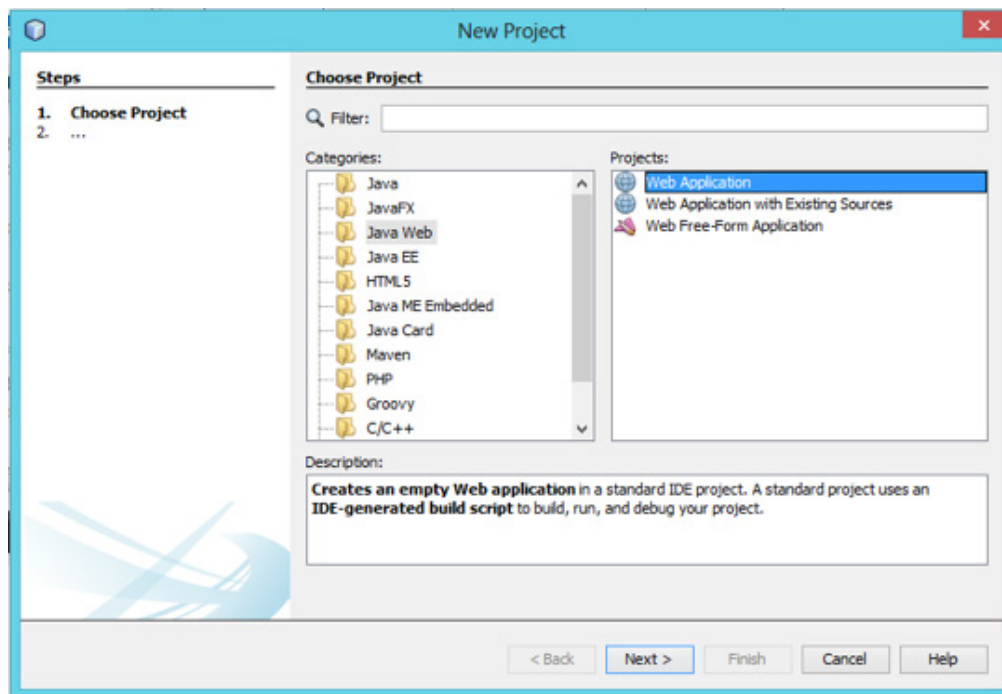 New Project
Steps
1. Choose Project
2. ...
Choose Project
Filter:
Categories:
Java
JavaFX
Java Web
Java EE
HTML5
Java ME Embedded
Java Card
Maven
PHP
Groovy
C/C++
Projects:
Web Application
Web Application with Existing Sources
Web Free-Form Application
Description:
Creates an empty Web application in a standard IDE project. A standard project uses an
IDE-generated build script to build, run, and debug your project.
< Back Next > Finish Cancel Help